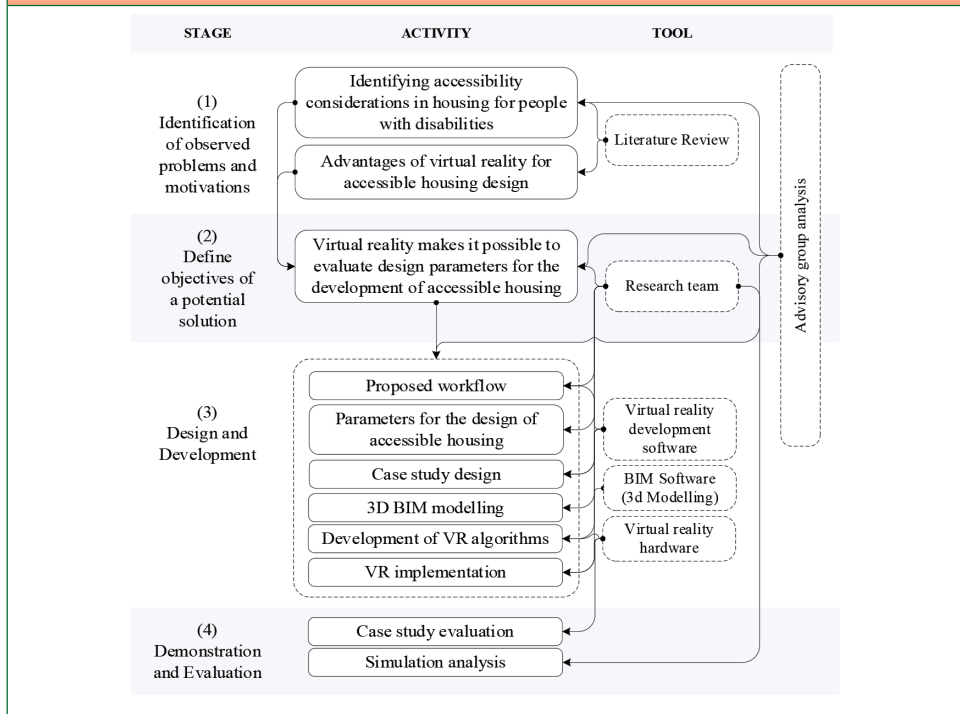 STAGE ACTIVITY TOOL
(1)
Identification
of observed
problems and
motivations
Identifying accessibility
considerations in housing for people
with disabilities
Advantages of virtual reality for
accessible housing design
Literature Review
Advisory group analysis
(2)
Define
objectives of
a potential
solution
Virtual reality makes it possible to
evaluate design parameters for the
development of accessible housing
Research team
(3)
Design and
Development
Proposed workflow
Parameters for the design of
accessible housing
Case study design
3D BIM modelling
Development of VR algorithms
VR implementation
Virtual reality
development
software
BIM Software
(3d Modelling)
Virtual reality
hardware
(4)
Demonstration
and Evaluation
Case study evaluation
Simulation analysis